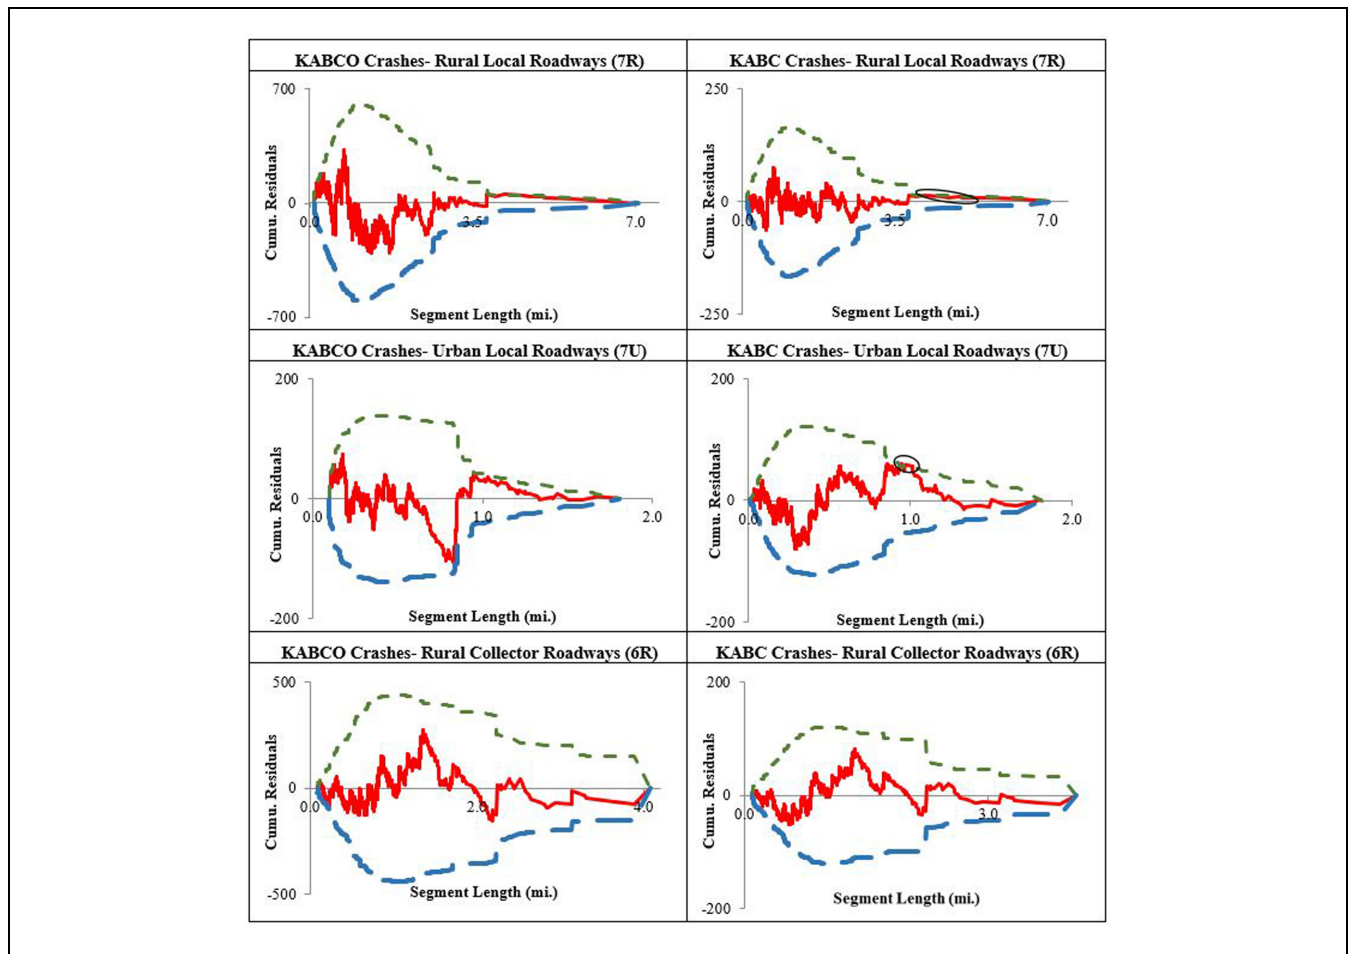 KABCO Crashes- Rural Local Roadways (7R)
KABC Crashes- Rural Local Roadways (7R)
700
Cumu. Residuals
0
0.0
3.5
7.0
-700
Segment Length (mi.)
250
Cumu. Residuals
0
0.0
3.5
7.0
-250
Segment Length (mi.)
KABCO Crashes- Urban Local Roadways (7U)
KABC Crashes- Urban Local Roadways (7U)
200
Cumu. Residuals
0
0.0
1.0
2.0
-200
Segment Length (mi.)
200
Cumu. Residuals
0
0.0
1.0
2.0
-200
Segment Length (mi.)
KABCO Crashes- Rural Collector Roadways (6R)
KABC Crashes- Rural Collector Roadways (6R)
500
Cumu. Residuals
0
0.0
2.0
4.0
-500
Segment Length (mi.)
200
Cumu. Residuals
0
0.0
3.0
-200
Segment Length (mi.)